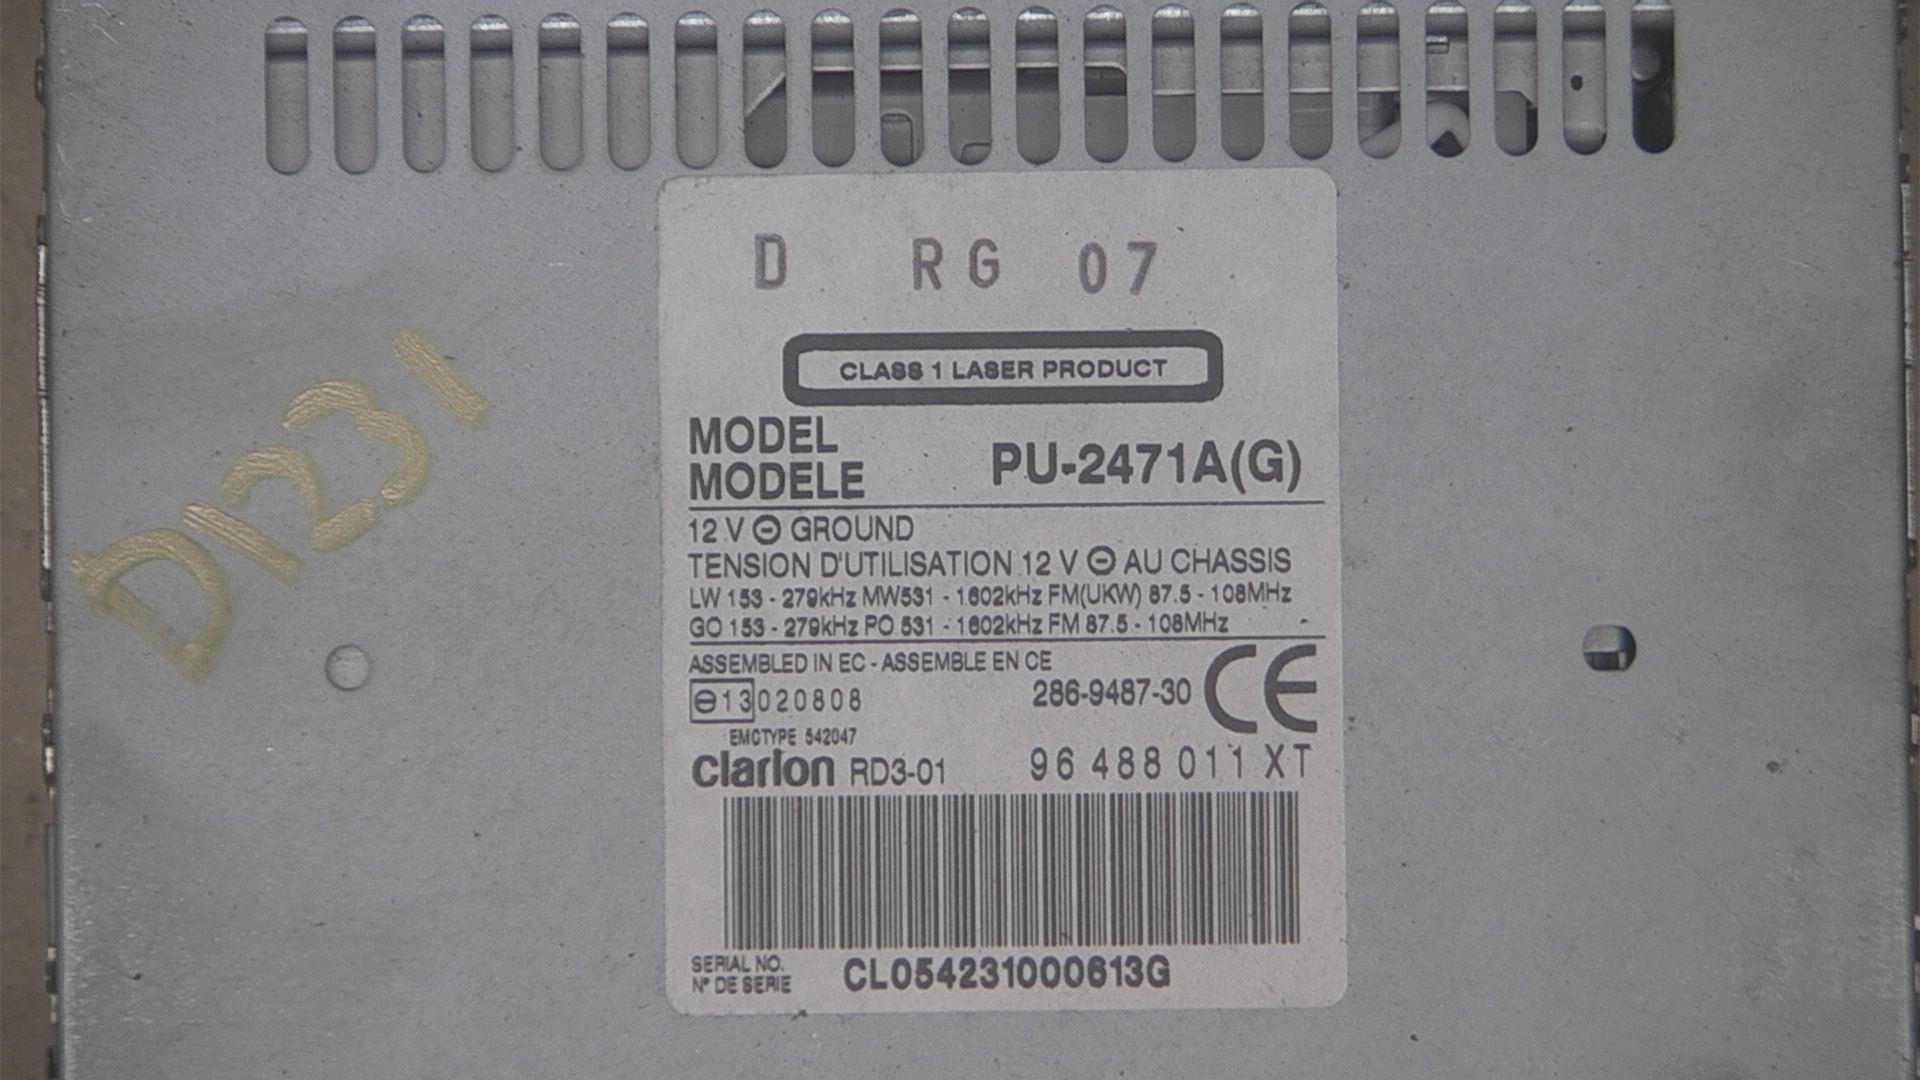 D RG 07
CLASS 1 LASER PRODUCT
MODEL
MODELE
PU-2471A(G)
12 V ⊖ GROUND
TENSION D'UTILISATION 12 V ⊖ AU CHASSIS
LW 153 - 279kHz MW531 - 1602kHz FM(UKW) 87.5 - 108MHz
GO 153 - 279kHz PO 531 - 1602kHz FM 87.5 - 108MHz
ASSEMBLED IN EC - ASSEMBLE EN CE
e13 020808
286-9487-30 CE
EMCTYPE 542047
clarion RD3-01 96 488 011 XT
SERIAL NO.
N° DE SERIE
CL054231000613G
D1231